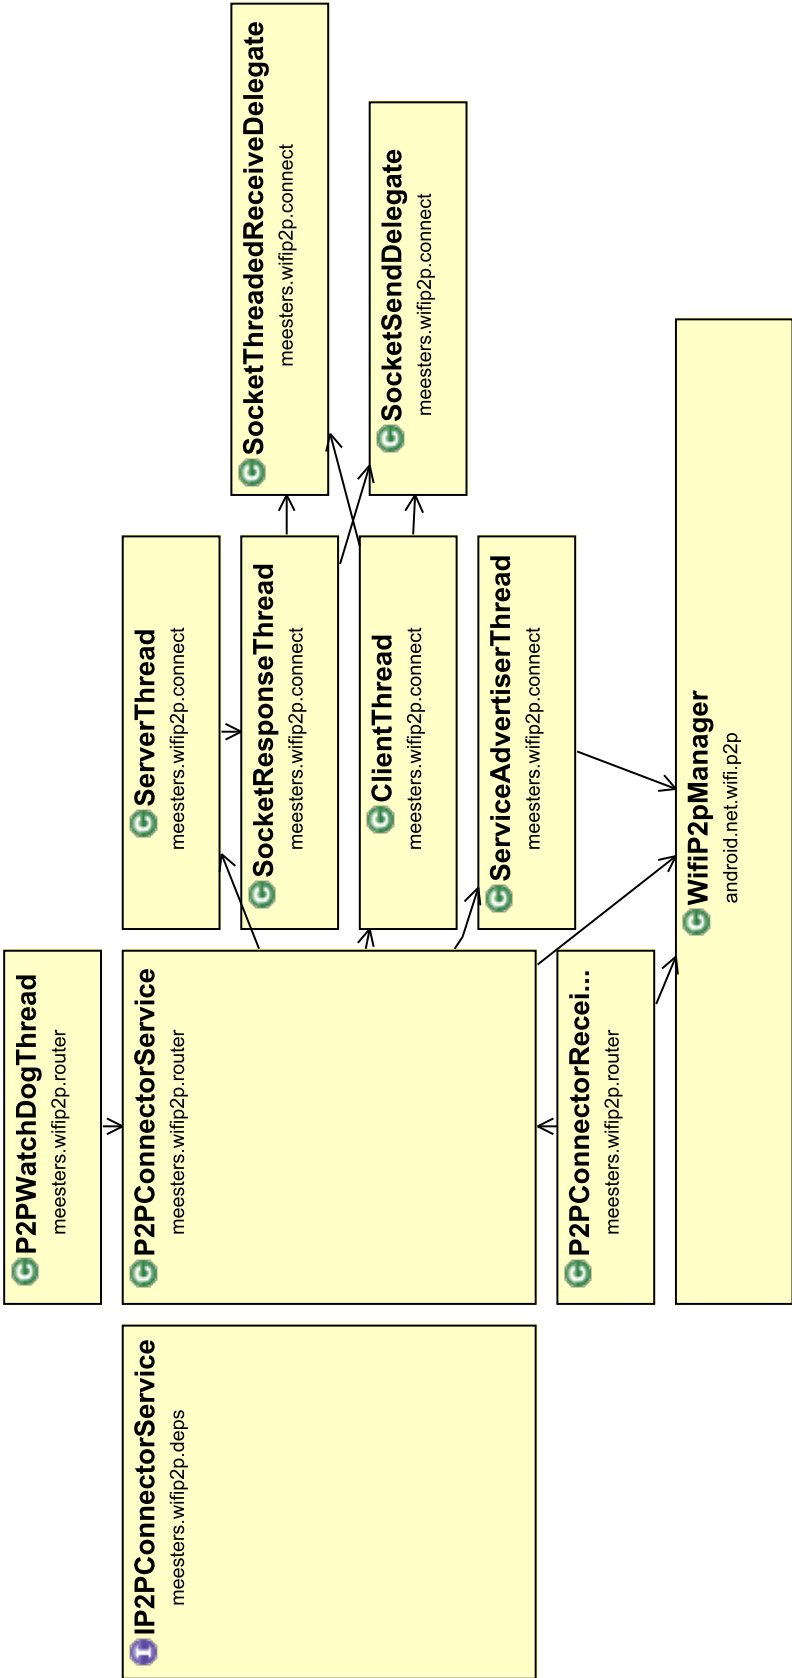 I IP2PConnectorService
meesters.wifip2p.deps
C P2PWatchDogThread
meesters.wifip2p.router
C P2PConnectorService
meesters.wifip2p.router
C P2PConnectorRecei...
meesters.wifip2p.router
C ServerThread
meesters.wifip2p.connect
C SocketResponseThread
meesters.wifip2p.connect
C ClientThread
meesters.wifip2p.connect
C ServiceAdvertiserThread
meesters.wifip2p.connect
C SocketThreadedReceiveDelegate
meesters.wifip2p.connect
C SocketSendDelegate
meesters.wifip2p.connect
C WifiP2pManager
android.net.wifi.p2p